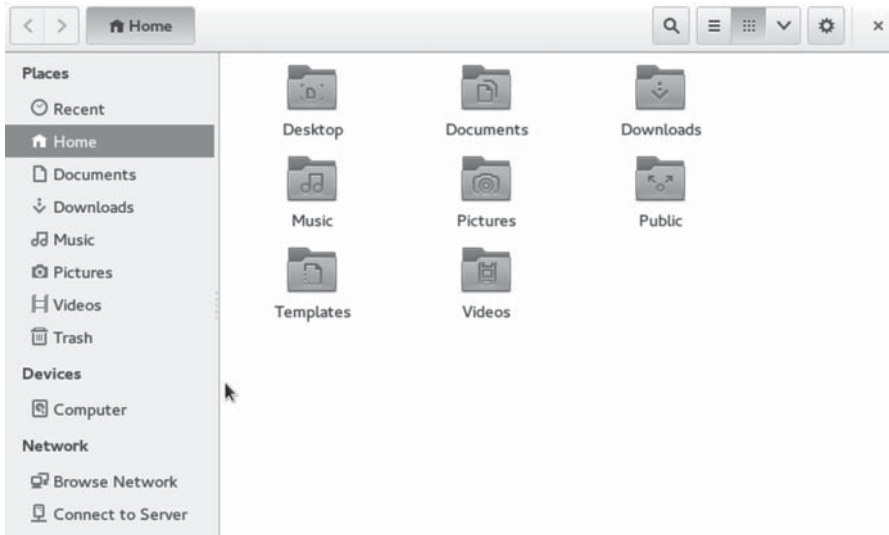 Home
Places
Recent
Home
Documents
Downloads
Music
Pictures
Videos
Trash
Devices
Computer
Network
Browse Network
Connect to Server
Desktop Documents Downloads
Music Pictures Public
Templates Videos